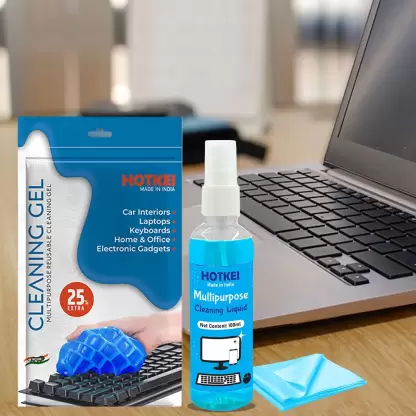 HOTKEI
MADE IN INDIA
Car Interiors
Laptops
Keyboards
Home & Office
Electronic Gadgets
CLEANING GEL
MULTIPURPOSE REUSABLE CLEANING GEL
25%
EXTRA
HOTKEI
Made in India
Multipurpose
Cleaning Liquid
Net Content: 100mL